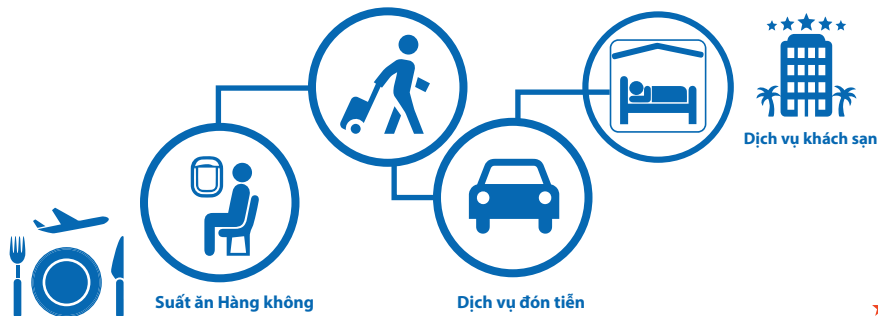 Dịch vụ khách sạn
Suất ăn Hàng không
Dịch vụ đón tiễn